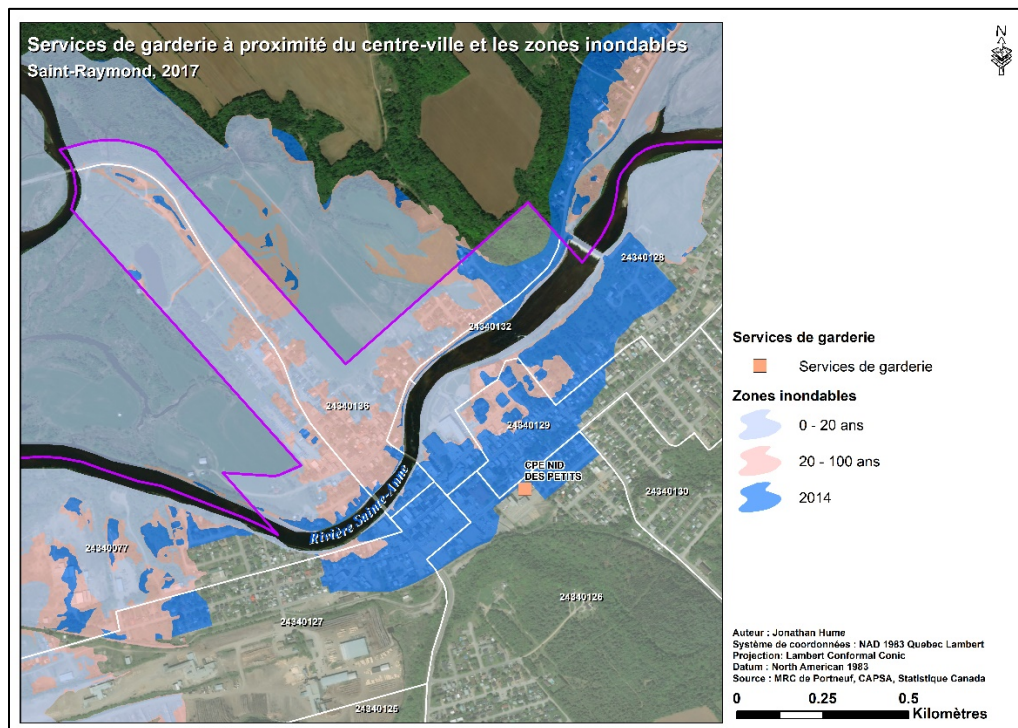 Services de garderie à proximité du centre-ville et les zones inondables
Saint-Raymond, 2017
N
24340128
24340132
24340136
24340129
CPE NID
DES PETITS
24340130
Rivière Sainte-Anne
24340077
24340126
24340127
24340125
Services de garderie
Services de garderie
Zones inondables
0 - 20 ans
20 - 100 ans
2014
Auteur : Jonathan Hume
Système de coordonnées : NAD 1983 Quebec Lambert
Projection: Lambert Conformal Conic
Datum : North American 1983
Source : MRC de Portneuf, CAPSA, Statistique Canada
0 0.25 0.5
Kilomètres